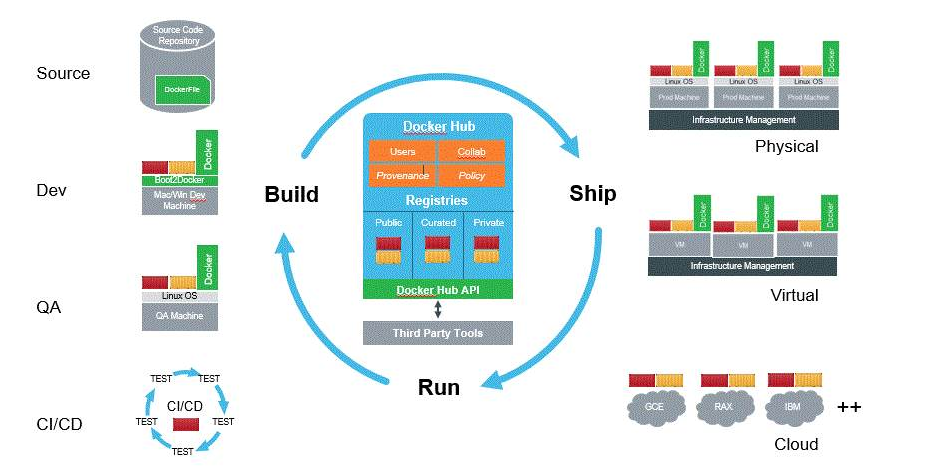 Source
Source Code
Repository
DockerFile
Dev
Docker
Boot2Docker
Mac/Win Dev
Machine
QA
Docker
Linux OS
QA Machine
CI/CD
TEST
TEST
TEST
TEST
TEST
CI/CD
Build
Ship
Run
Docker Hub
Users
Collab
Provenance
Policy
Registries
Public
Curated
Private
Docker Hub API
Third Party Tools
Docker
Docker
Docker
Linux OS
Linux OS
Linux OS
Prod Machine
Prod Machine
Prod Machine
Infrastructure Management
Physical
Docker
Docker
Docker
VM
VM
VM
Infrastructure Management
Virtual
GCE
RAX
IBM
++
Cloud